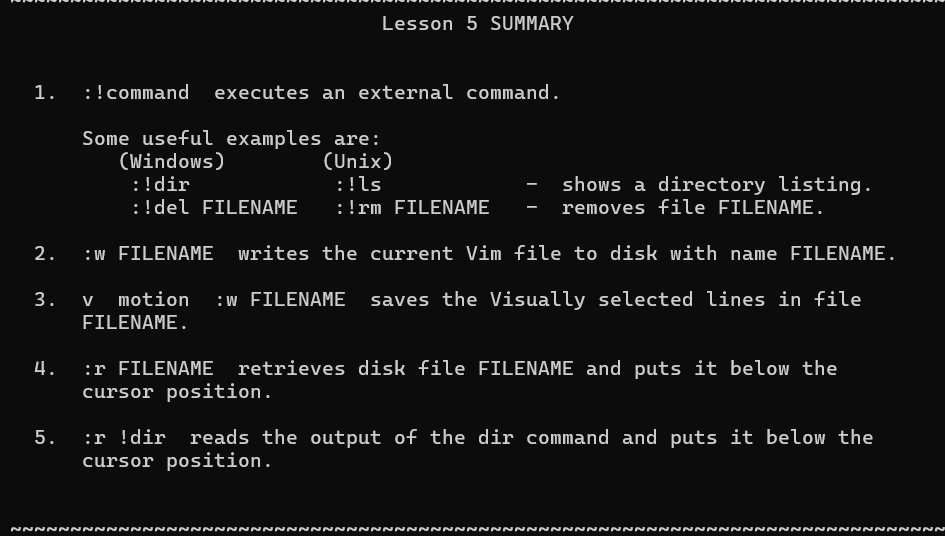 ~~~~~~~~~~~~~~~~~~~~~~~~~~~~~~~~~~~~~~~~~~~~~~~~~~~~~~~~~~~~~~~~~~~~~~~~~~~~~~
Lesson 5 SUMMARY
1.  :!command  executes an external command.
Some useful examples are:
(Windows)        (Unix)
:!dir            :!ls            -  shows a directory listing.
:!del FILENAME   :!rm FILENAME   -  removes file FILENAME.
2.  :w FILENAME  writes the current Vim file to disk with name FILENAME.
3.  v  motion  :w FILENAME  saves the Visually selected lines in file
FILENAME.
4.  :r FILENAME  retrieves disk file FILENAME and puts it below the
cursor position.
5.  :r !dir  reads the output of the dir command and puts it below the
cursor position.
~~~~~~~~~~~~~~~~~~~~~~~~~~~~~~~~~~~~~~~~~~~~~~~~~~~~~~~~~~~~~~~~~~~~~~~~~~~~~~